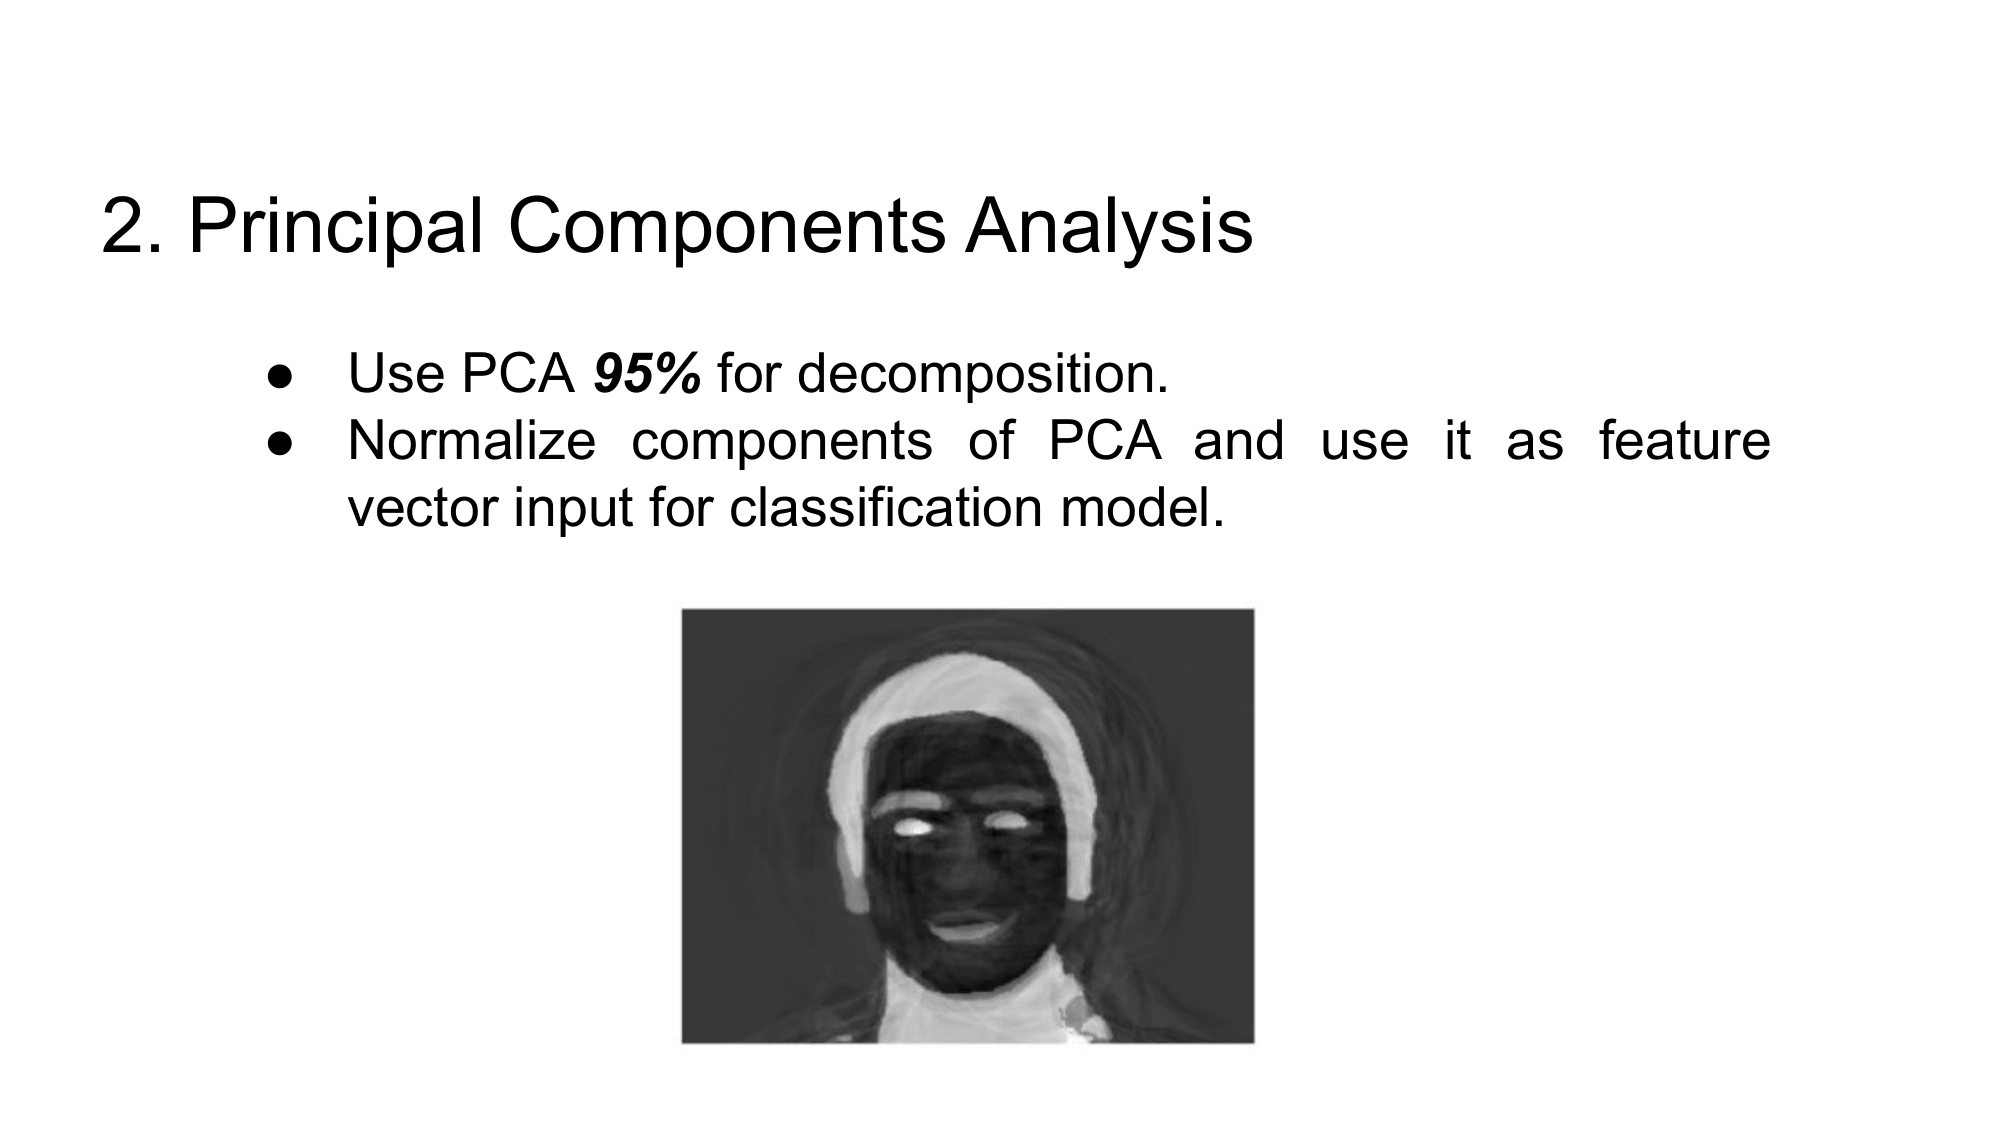 2. Principal Components Analysis
● Use PCA 95% for decomposition.
● Normalize components of PCA and use it as feature
vector input for classification model.